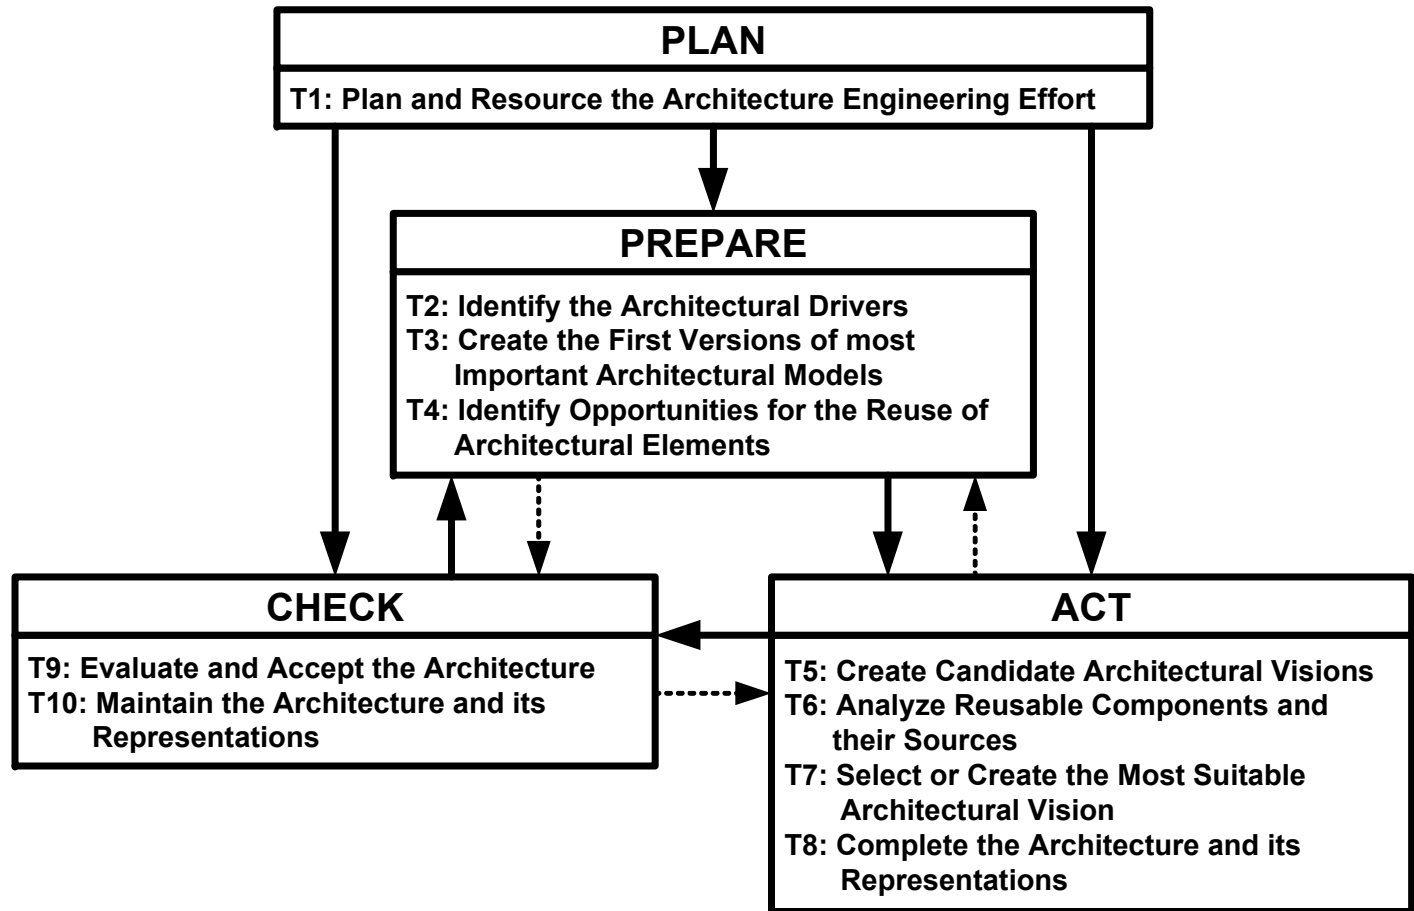 PLAN
T1: Plan and Resource the Architecture Engineering Effort
PREPARE
T2: Identify the Architectural Drivers
T3: Create the First Versions of most
Important Architectural Models
T4: Identify Opportunities for the Reuse of
Architectural Elements
CHECK
T9: Evaluate and Accept the Architecture
T10: Maintain the Architecture and its
Representations
ACT
T5: Create Candidate Architectural Visions
T6: Analyze Reusable Components and
their Sources
T7: Select or Create the Most Suitable
Architectural Vision
T8: Complete the Architecture and its
Representations